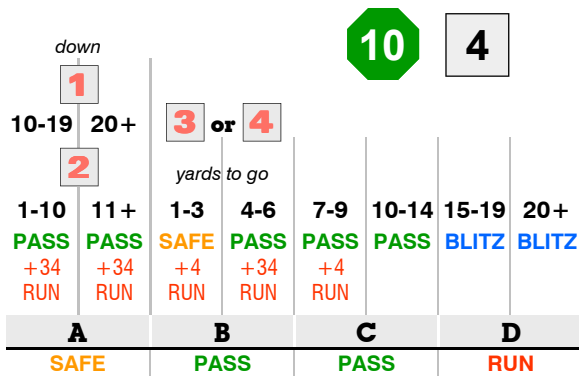 10 4
down
1
10-19 20+ 3 or 4
2 yards to go
1-10 11+ 1-3 4-6 7-9 10-14 15-19 20+
PASS PASS SAFE PASS PASS PASS BLITZ BLITZ
+34 +34 +4 +34 +4
RUN RUN RUN RUN RUN
A B C D
SAFE PASS PASS RUN